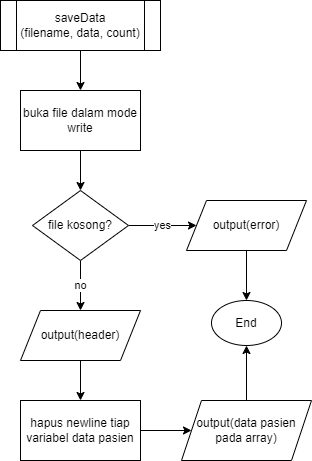 saveData
(filename, data, count)
buka file dalam mode
write
file kosong?
yes
output(error)
no
End
output(header)
hapus newline tiap
variabel data pasien
output(data pasien
pada array)